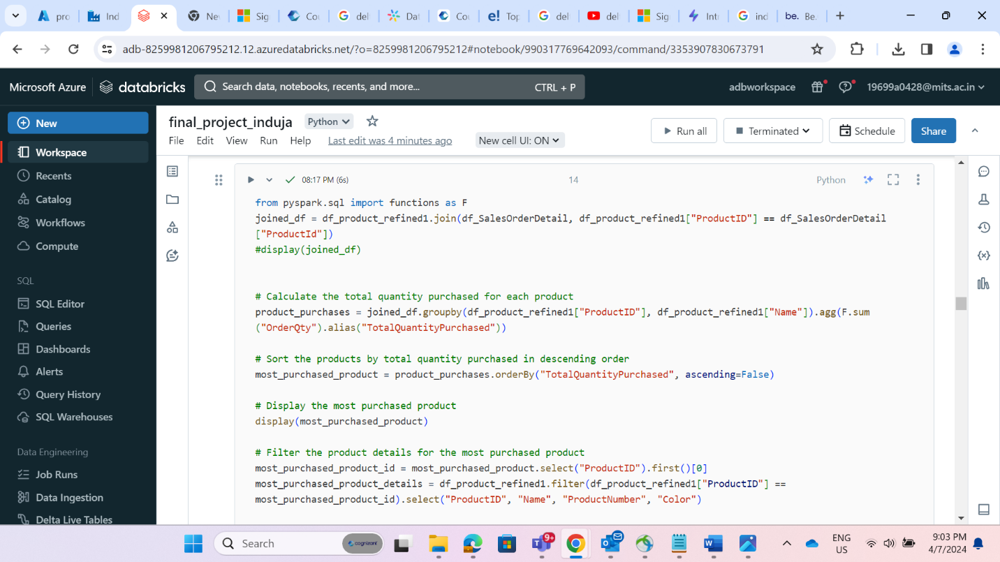 pro
Ind
Nev
Sig
Cou
del
Dat
Cou
Top
delt
del
Sig
Intr
ind
be. Be.
adb-8259981206795212.12.azuredatabricks.net/?o=8259981206795212#notebook/990317769642093/command/3353907830673791
Microsoft Azure
databricks
Search data, notebooks, recents, and more...
CTRL + P
adbworkspace
19699a0428@mits.ac.in
New
Workspace
Recents
Catalog
Workflows
Compute
SQL
SQL Editor
Queries
Dashboards
Alerts
Query History
SQL Warehouses
Data Engineering
Job Runs
Data Ingestion
Delta Live Tables
final_project_induja
Python
File Edit View Run Help Last edit was 4 minutes ago New cell UI: ON
Run all
Terminated
Schedule
Share
08:17 PM (6s)
14
Python
from pyspark.sql import functions as F
joined_df = df_product_refined1.join(df_SalesOrderDetail, df_product_refined1["ProductID"] == df_SalesOrderDetail
["ProductId"])
#display(joined_df)
# Calculate the total quantity purchased for each product
product_purchases = joined_df.groupby(df_product_refined1["ProductID"], df_product_refined1["Name"]).agg(F.sum
("OrderQty").alias("TotalQuantityPurchased"))
# Sort the products by total quantity purchased in descending order
most_purchased_product = product_purchases.orderBy("TotalQuantityPurchased", ascending=False)
# Display the most purchased product
display(most_purchased_product)
# Filter the product details for the most purchased product
most_purchased_product_id = most_purchased_product.select("ProductID").first()[0]
most_purchased_product_details = df_product_refined1.filter(df_product_refined1["ProductID"] ==
most_purchased_product_id).select("ProductID", "Name", "ProductNumber", "Color")
Search
cognizant
9+
ENG
US
9:03 PM
4/7/2024